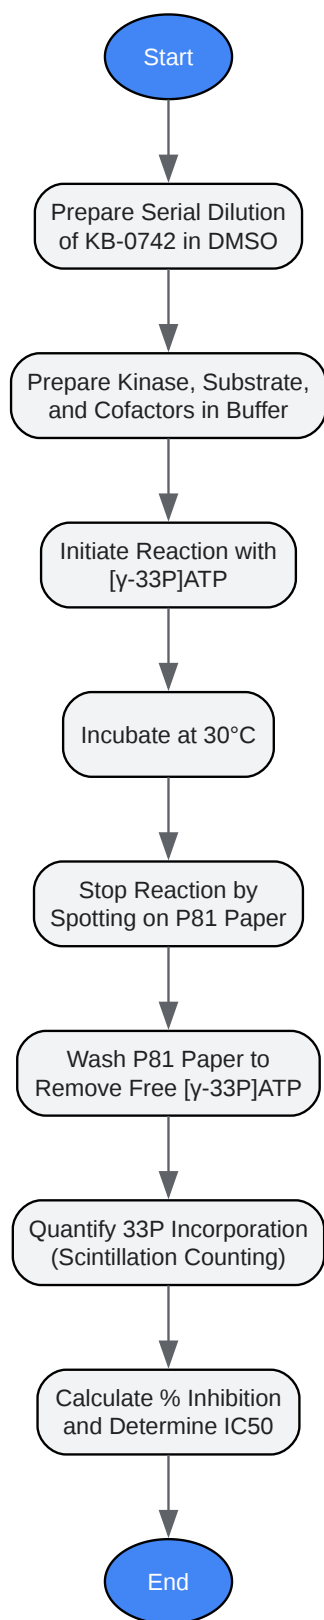 Start
Prepare Serial Dilution
of KB-0742 in DMSO
Prepare Kinase, Substrate,
and Cofactors in Buffer
Initiate Reaction with
[γ-33P]ATP
Incubate at 30°C
Stop Reaction by
Spotting on P81 Paper
Wash P81 Paper to
Remove Free [γ-33P]ATP
Quantify 33P Incorporation
(Scintillation Counting)
Calculate % Inhibition
and Determine IC50
End